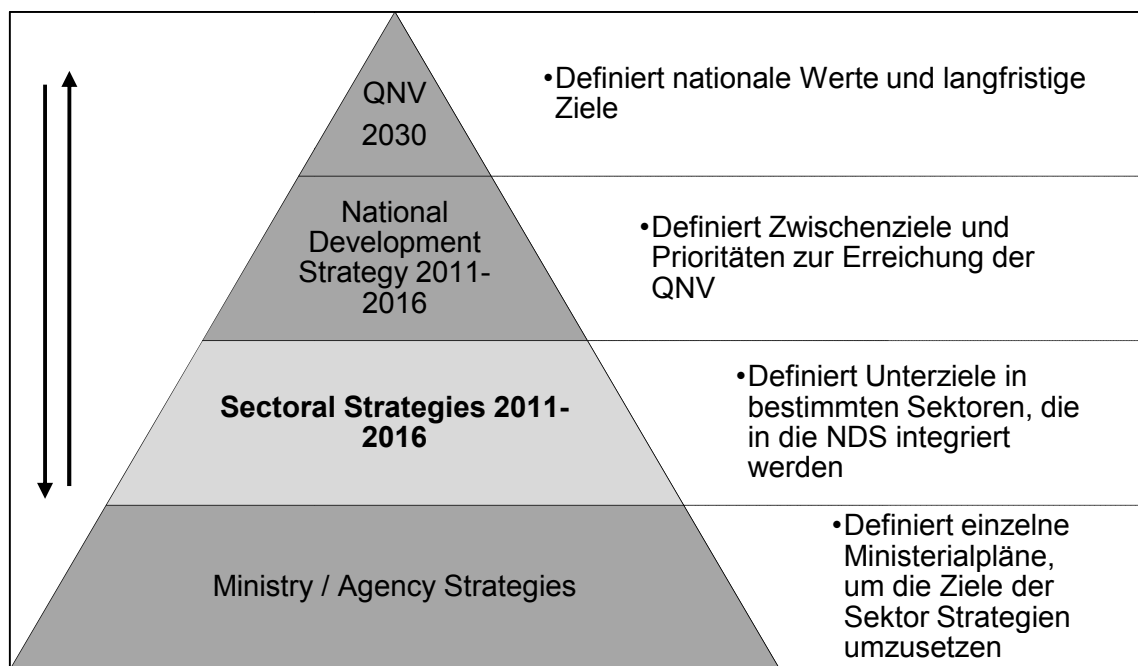 QNV
2030
•Definiert nationale Werte und langfristige
Ziele
National
Development
Strategy 2011-
2016
•Definiert Zwischenziele und
Prioritäten zur Erreichung der
QNV
Sectoral Strategies 2011-
2016
•Definiert Unterziele in
bestimmten Sektoren, die
in die NDS integriert
werden
Ministry / Agency Strategies
•Definiert einzelne
Ministerialpläne,
um die Ziele der
Sektor Strategien
umzusetzen